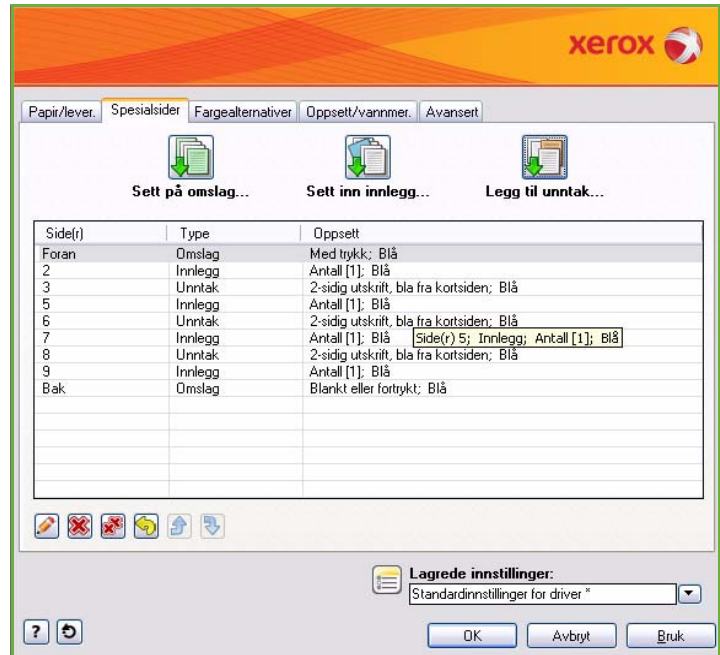 xerox
Papir/lever. Spesialsider Fargealternativer Oppsett/vannmer. Avansert
Sett på omslag... Sett inn innlegg... Legg til unntak...
Side(r) Type Oppsett
Foran Omslag Med trykk; Blå
2 Innlegg Antall [1]; Blå
3 Unntak 2-sidig utskrift, bla fra kortsiden; Blå
5 Innlegg Antall [1]; Blå
6 Unntak 2-sidig utskrift, bla fra kortsiden; Blå
7 Innlegg Antall [1]; Blå Side(r) 5; Innlegg; Antall [1]; Blå
8 Unntak 2-sidig utskrift, bla fra kortsiden; Blå
9 Innlegg Antall [1]; Blå
Bak Omslag Blankt eller fortrykt; Blå
Lagrede innstillinger:
Standardinnstillinger for driver *
? OK Avbryt Bruk